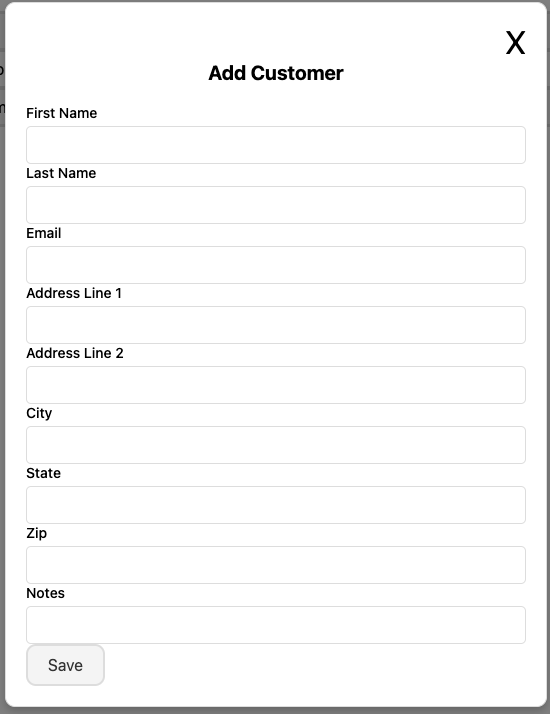 X
Add Customer
First Name
Last Name
Email
Address Line 1
Address Line 2
City
State
Zip
Notes
Save